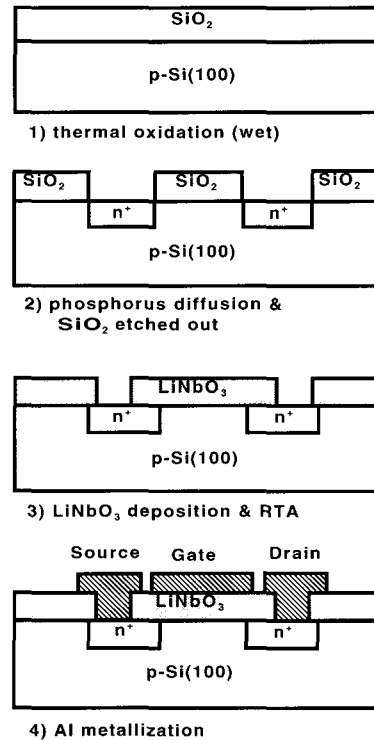 SiO₂
p-Si(100)
1) thermal oxidation (wet)
SiO₂ SiO₂ SiO₂
n⁺ n⁺
p-Si(100)
2) phosphorus diffusion &
SiO₂ etched out
LiNbO₃
n⁺ n⁺
p-Si(100)
3) LiNbO₃ deposition & RTA
Source Gate Drain
LiNbO₃
n⁺ n⁺
p-Si(100)
4) Al metallization